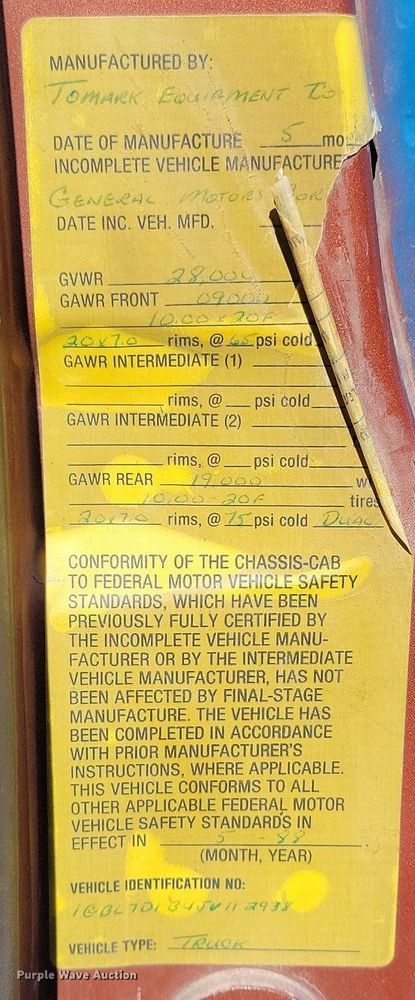 MANUFACTURED BY:
TOMARK EQUIPMENT CO
DATE OF MANUFACTURE 5 mo
INCOMPLETE VEHICLE MANUFACTURE
GENERAL MOTORS COR
DATE INC. VEH. MFD.
GVWR 28,000
GAWR FRONT 09000
10.00 x 20F
20x7.0 rims, @ 65 psi cold
GAWR INTERMEDIATE (1)
rims, @ psi cold
GAWR INTERMEDIATE (2)
rims, @ psi cold
GAWR REAR 19,000 w
10.00-20F tires
20x7.0 rims, @ 75 psi cold DUAL
CONFORMITY OF THE CHASSIS-CAB
TO FEDERAL MOTOR VEHICLE SAFETY
STANDARDS, WHICH HAVE BEEN
PREVIOUSLY FULLY CERTIFIED BY
THE INCOMPLETE VEHICLE MANU-
FACTURER OR BY THE INTERMEDIATE
VEHICLE MANUFACTURER, HAS NOT
BEEN AFFECTED BY FINAL-STAGE
MANUFACTURE. THE VEHICLE HAS
BEEN COMPLETED IN ACCORDANCE
WITH PRIOR MANUFACTURER'S
INSTRUCTIONS, WHERE APPLICABLE.
THIS VEHICLE CONFORMS TO ALL
OTHER APPLICABLE FEDERAL MOTOR
VEHICLE SAFETY STANDARDS IN
EFFECT IN 5 - 88
(MONTH, YEAR)
VEHICLE IDENTIFICATION NO:
1GBL7D1B4JV112938
VEHICLE TYPE: TRUCK
Purple Wave Auction